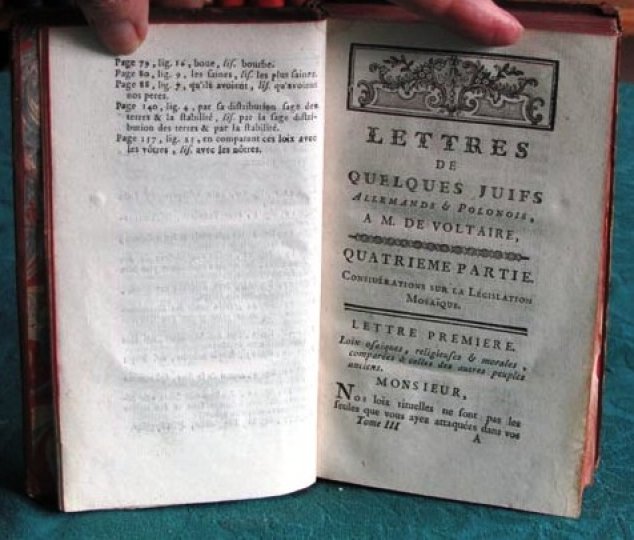 Page 79, lig. 16, boue, lis. bouche.
Page 80, lig. 9, les saines, lis. les plus saines.
Page 88, lig. 7, qu'ils avoient, lis. qu'avoient
nos peres.
Page 140, lig. 4, par sa distribution sage des
terres & la stabilité, lis. par la sage distri-
bution des terres & par la stabilité.
Page 157, lig. 25, en comparant ces loix avec
les vôtres, lis. avec les nôtres.
LETTRES
DE
QUELQUES JUIFS
ALLEMANDS & POLONOIS,
A M. DE VOLTAIRE,
QUATRIEME PARTIE.
CONSIDÉRATIONS SUR LA LÉGISLATION
MOSAÏQUE.
LETTRE PREMIERE.
Loix osaïques, religieuses & morales,
comparées à celles des autres peuples
anciens.
MONSIEUR,
Nos loix rituelles ne sont pas les
seules que vous ayez attaquées dans vos
Tome III A